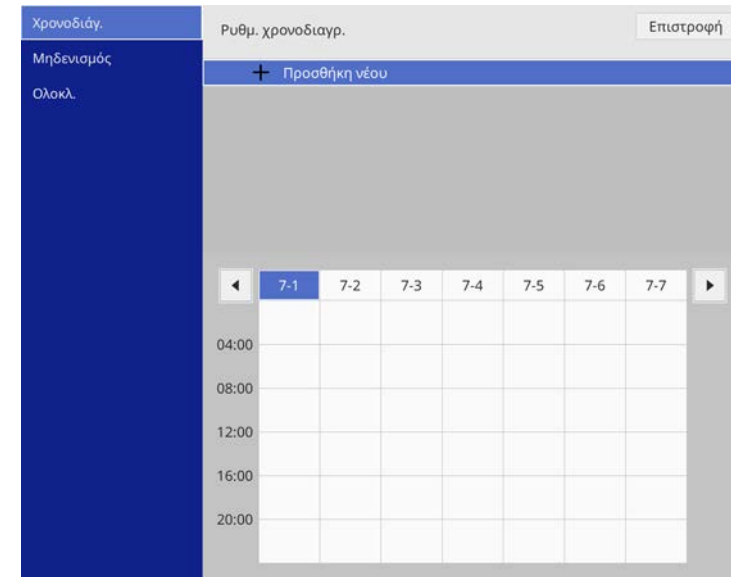 Χρονοδιάγ.
Μηδενισμός
Ολοκλ.
Ρυθμ. χρονοδιαγρ.
Επιστροφή
Προσθήκη νέου
7-1 7-2 7-3 7-4 7-5 7-6 7-7
04:00
08:00
12:00
16:00
20:00